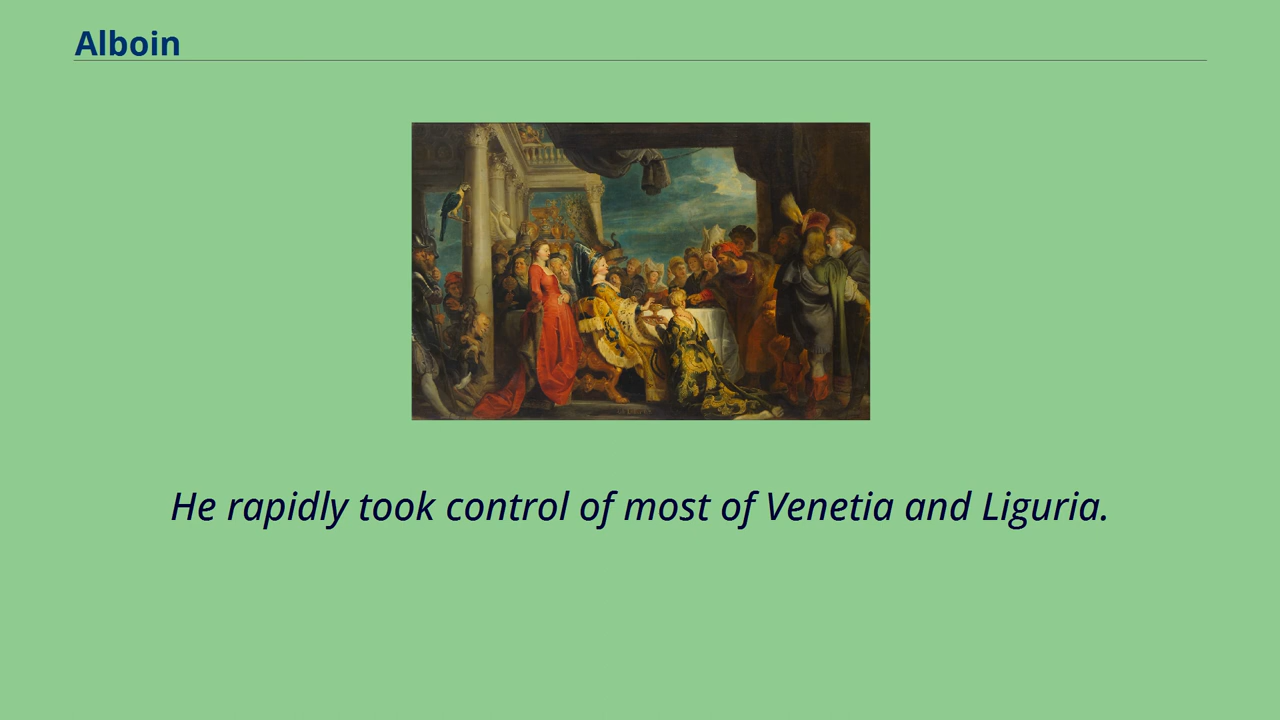 Alboin
He rapidly took control of most of Venetia and Liguria.